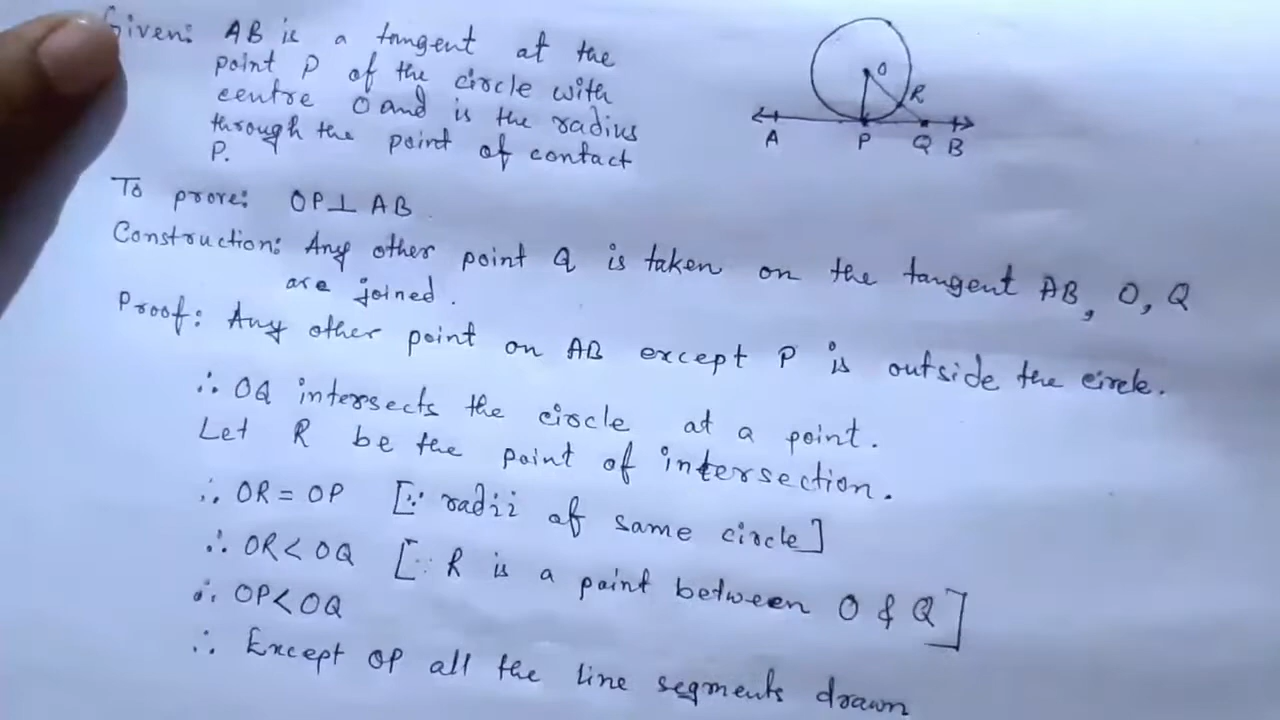 Given: AB is a tangent at the
point P of the circle with
centre O and is the radius
through the point of contact
P.
O
R
A
P
Q
B
To prove: OP⊥ AB.
Construction: Any other point Q is taken on the tangent AB, O, Q
are joined.
Proof: Any other point on AB except P is outside the circle.
∴ OQ intersects the circle at a point.
Let R be the point of intersection.
∴ OR = OP [∵ radii of same circle]
∴ OR < OQ [∵ R is a point between O & Q]
∴ OP < OQ
∴ Except OP all the line segments drawn